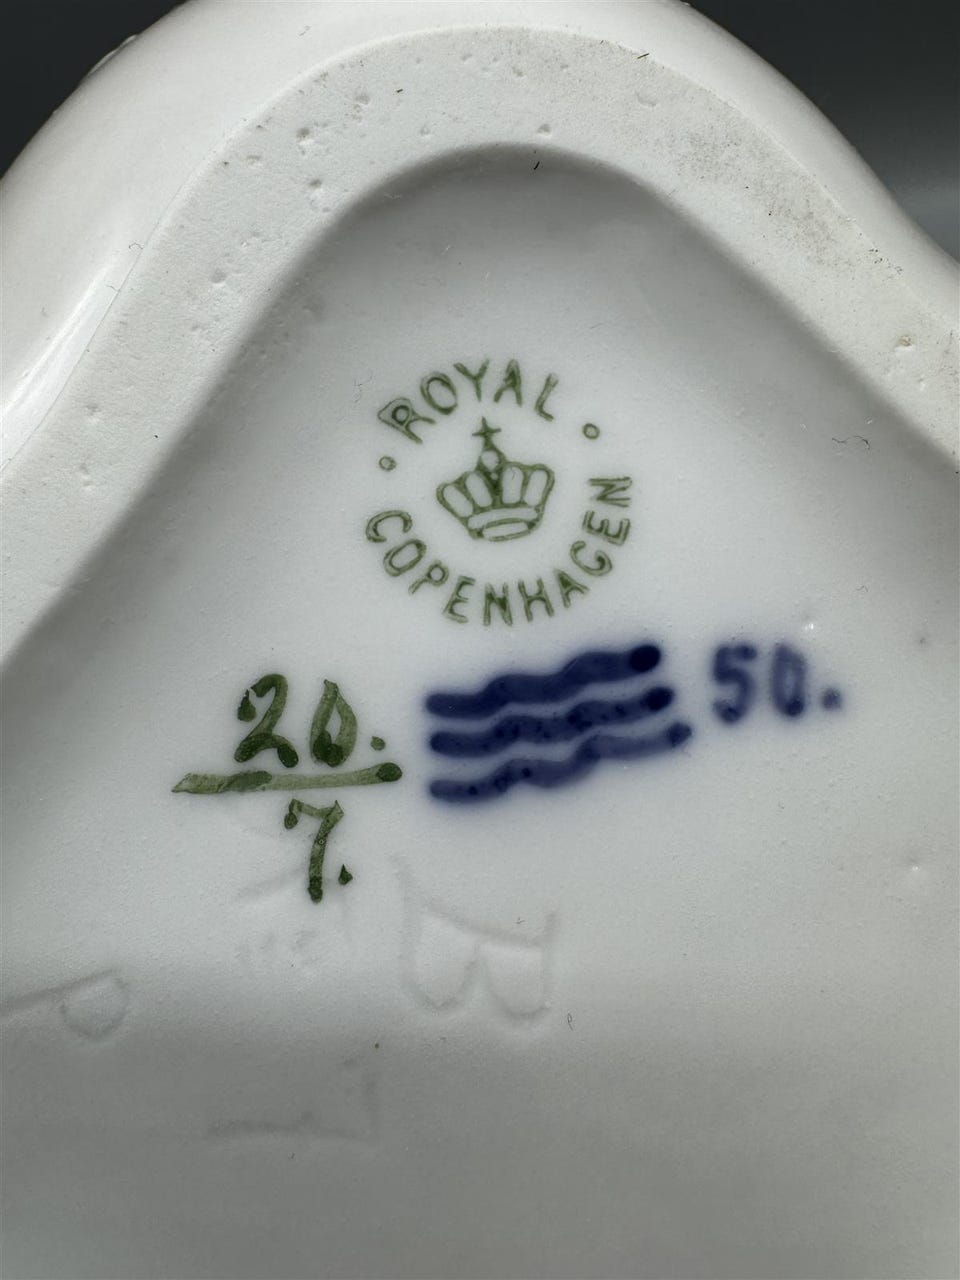 ROYAL
COPENHAGEN
20.
7.
50.
B